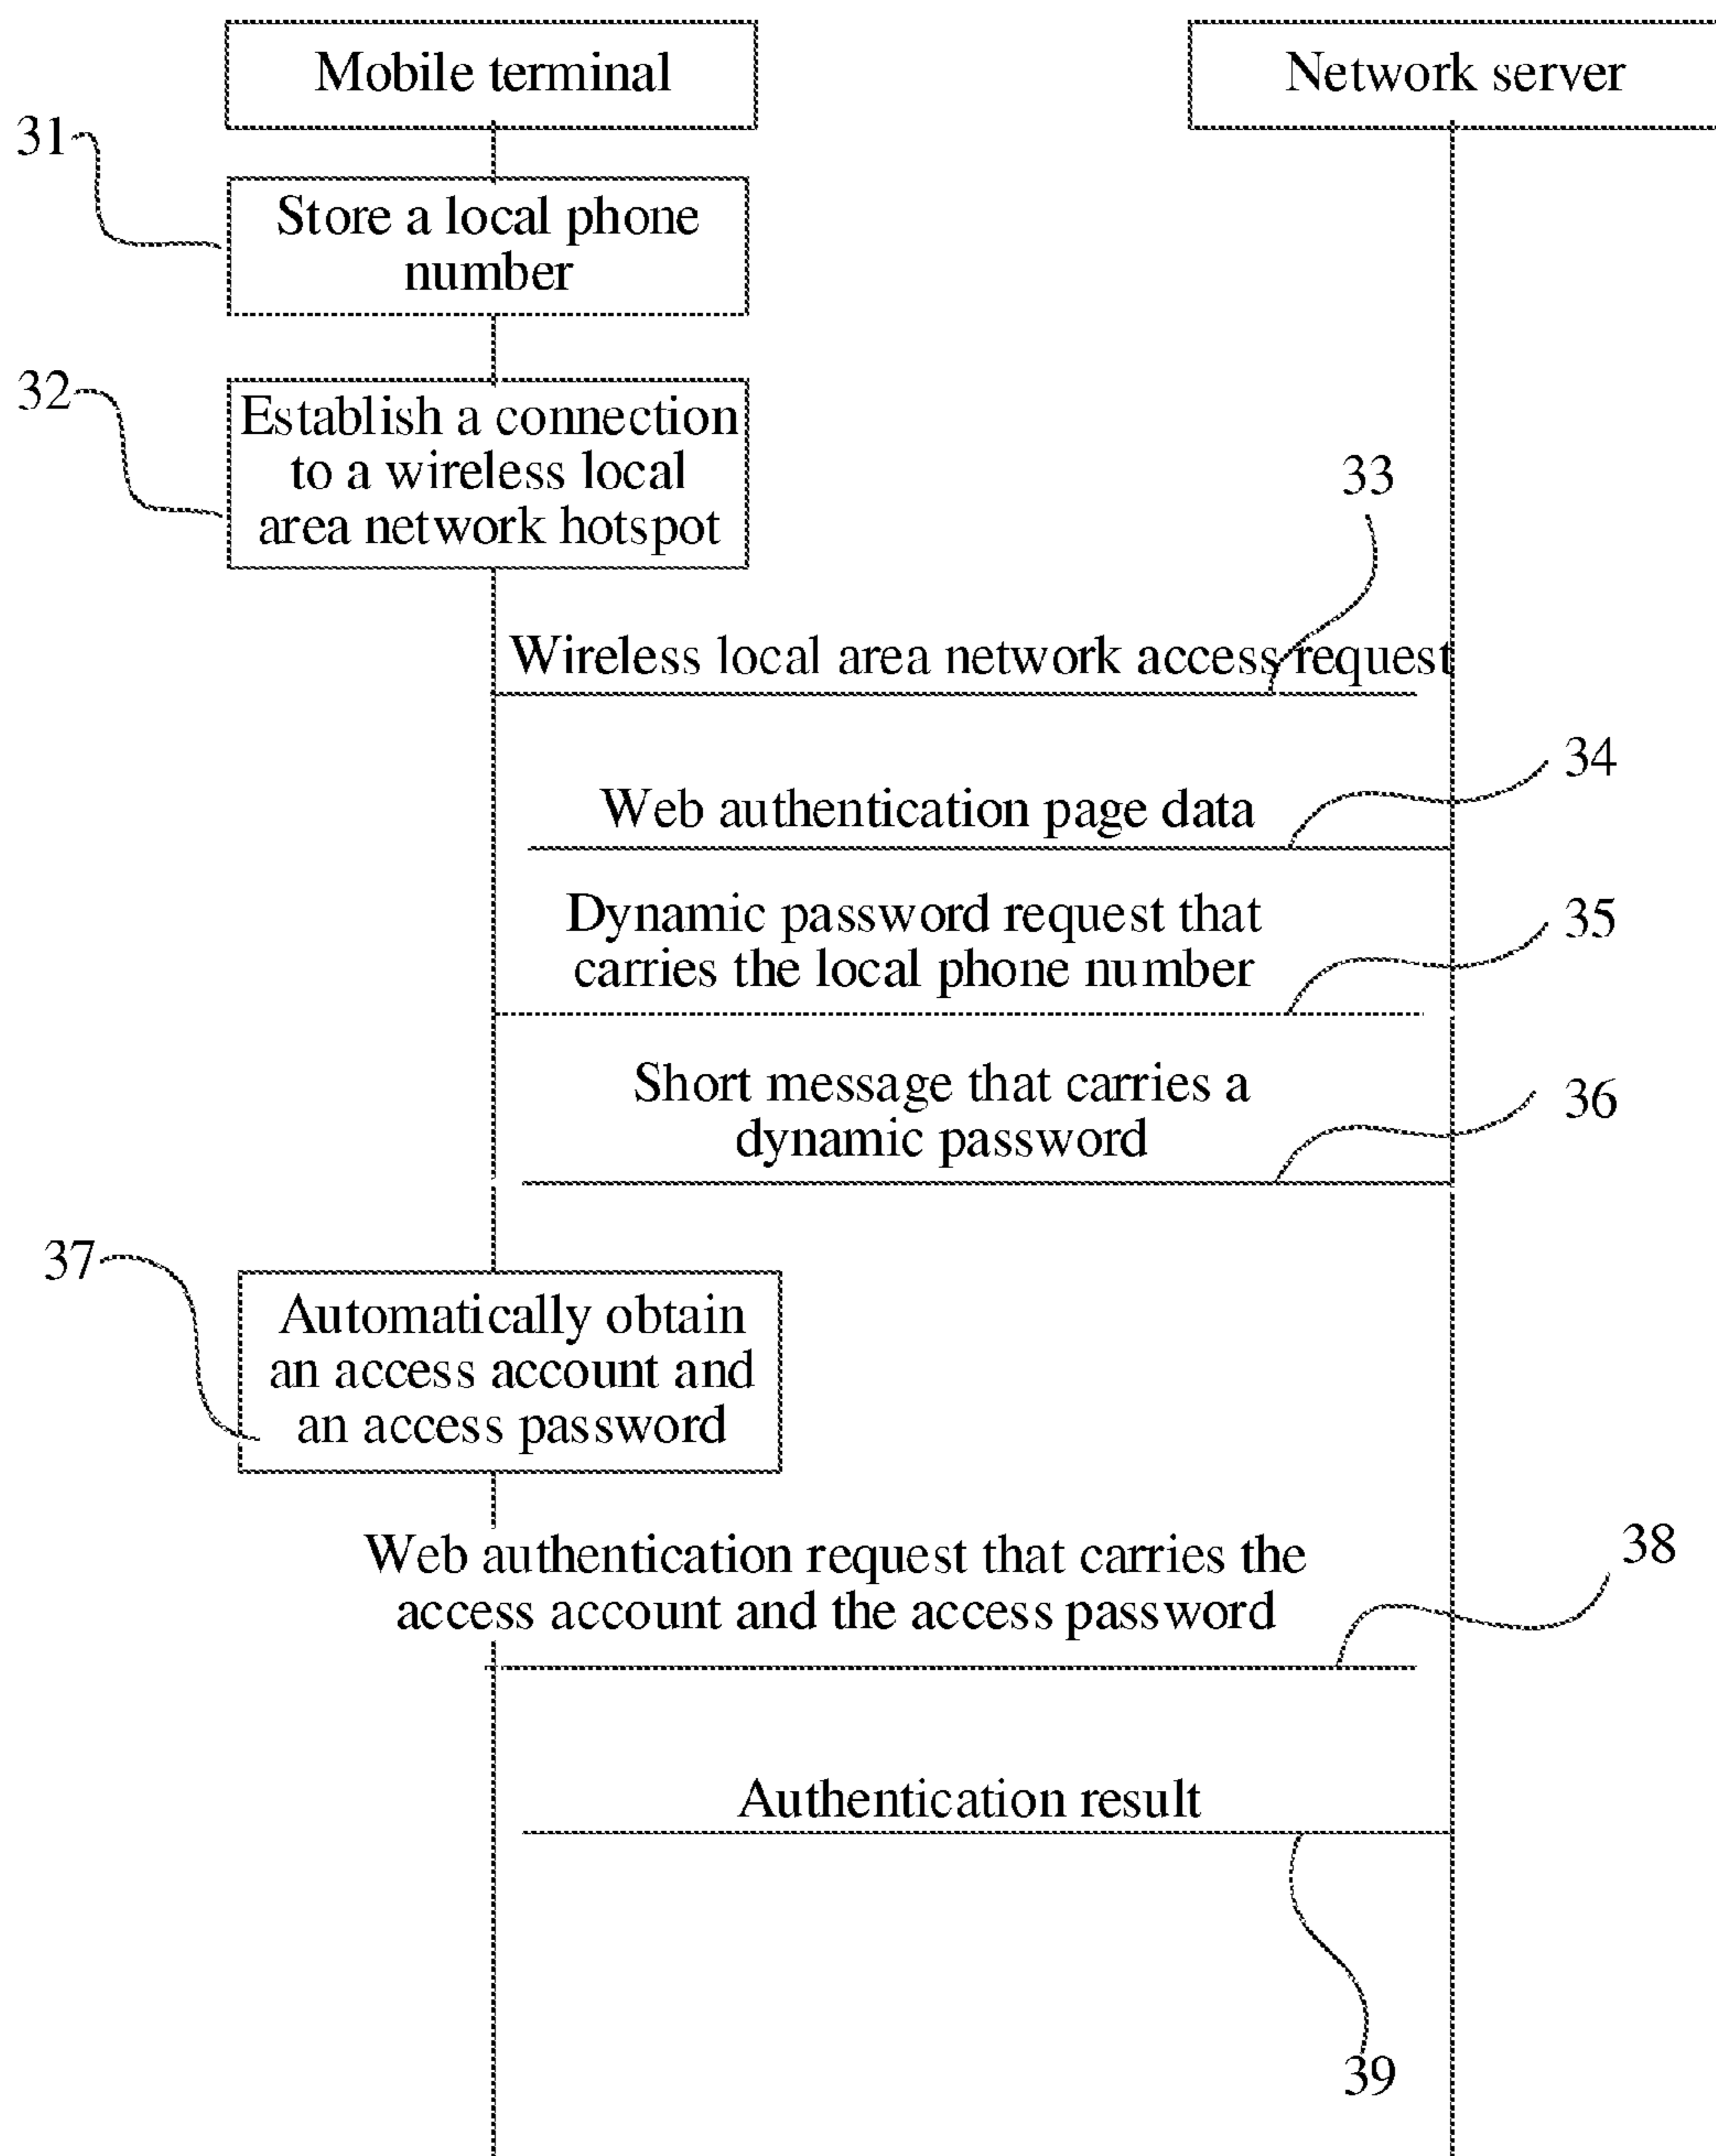 Mobile terminal
Network server
31
Store a local phone
number
32
Establish a connection
to a wireless local
area network hotspot
33
Wireless local area network access request
34
Web authentication page data
35
Dynamic password request that
carries the local phone number
36
Short message that carries a
dynamic password
37
Automatically obtain
an access account and
an access password
38
Web authentication request that carries the
access account and the access password
Authentication result
39